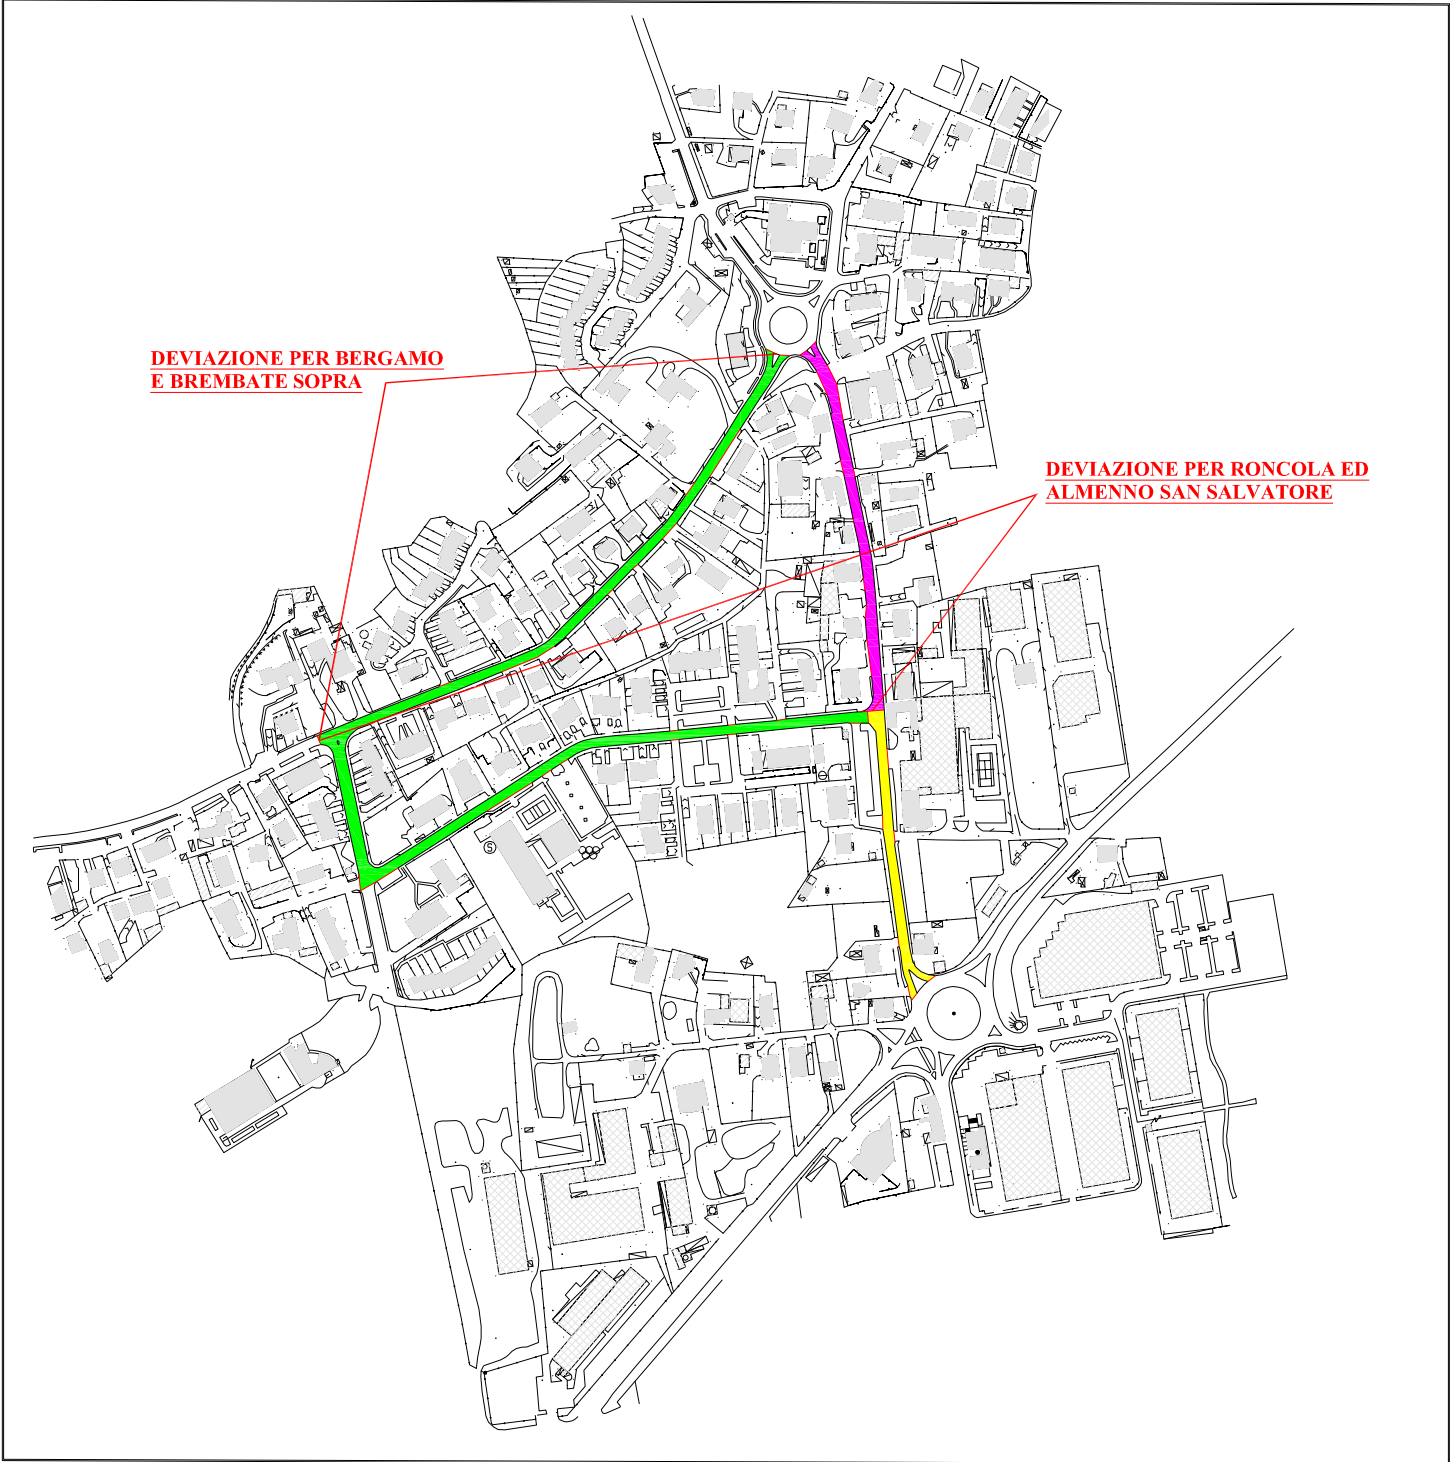 DEVIAZIONE PER BERGAMO
E BREMBATE SOPRA
DEVIAZIONE PER RONCOLA ED
ALMENNO SAN SALVATORE
S